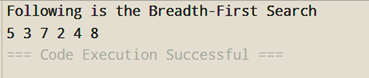 Following is the Breadth-First Search
5 3 7 2 4 8
=== Code Execution Successful ===